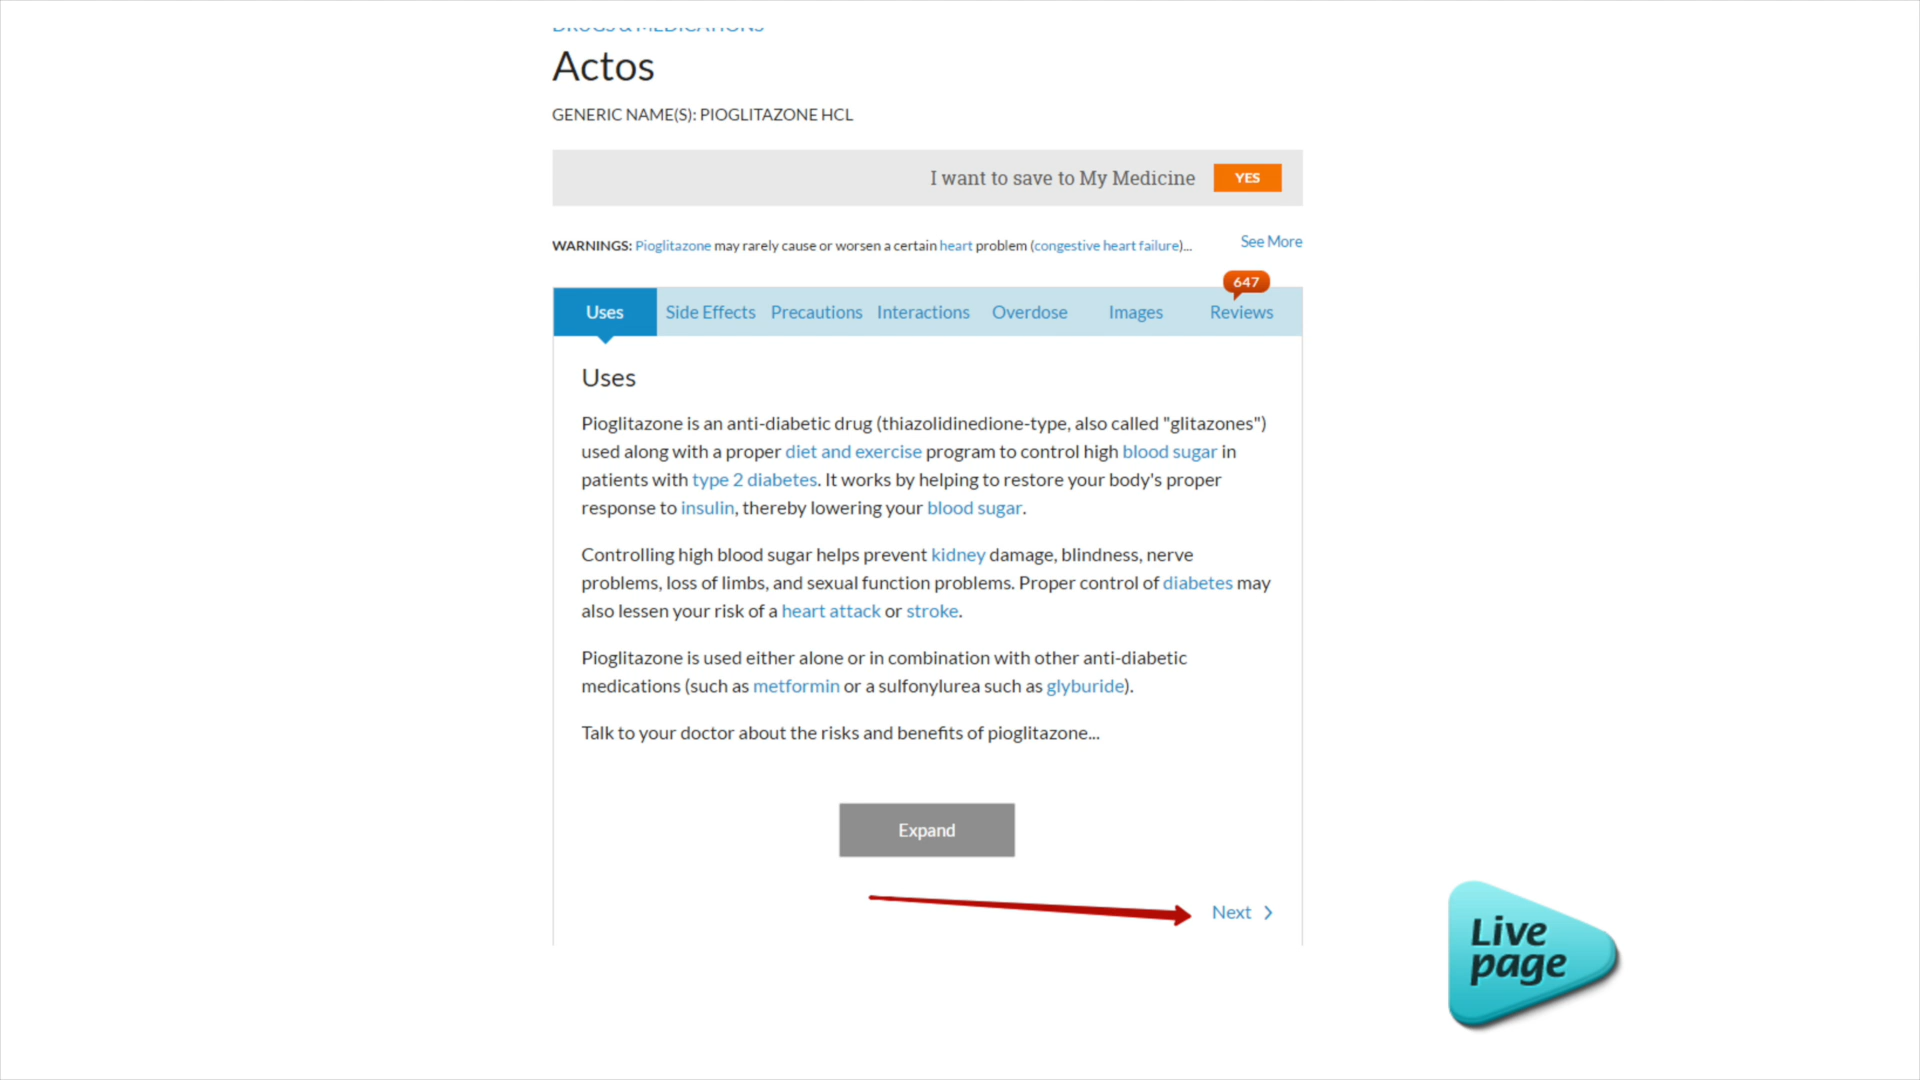 DRUGS & MEDICATIONS
Actos
GENERIC NAME(S): PIOGLITAZONE HCL
I want to save to My Medicine YES
WARNINGS: Pioglitazone may rarely cause or worsen a certain heart problem (congestive heart failure)... See More
647
Uses Side Effects Precautions Interactions Overdose Images Reviews
Uses
Pioglitazone is an anti-diabetic drug (thiazolidinedione-type, also called "glitazones")
used along with a proper diet and exercise program to control high blood sugar in
patients with type 2 diabetes. It works by helping to restore your body's proper
response to insulin, thereby lowering your blood sugar.
Controlling high blood sugar helps prevent kidney damage, blindness, nerve
problems, loss of limbs, and sexual function problems. Proper control of diabetes may
also lessen your risk of a heart attack or stroke.
Pioglitazone is used either alone or in combination with other anti-diabetic
medications (such as metformin or a sulfonylurea such as glyburide).
Talk to your doctor about the risks and benefits of pioglitazone...
Expand
Next
Live
page